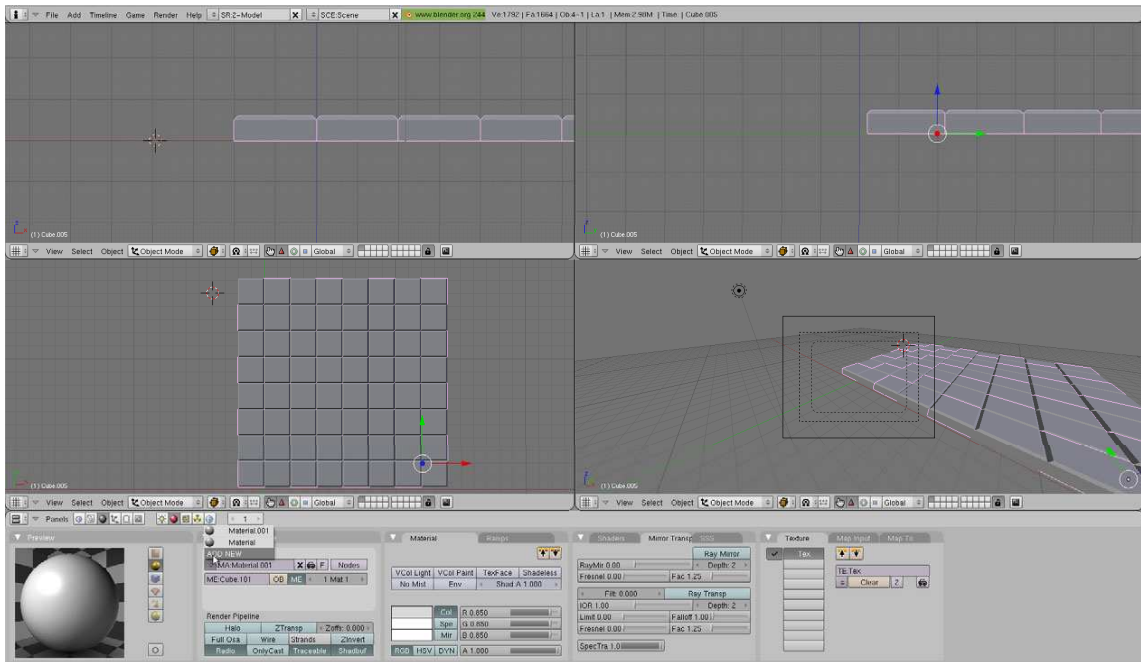 File Add Timeline Game Render Help SR:2-Model X SCE:Scene X www.blender.org 244 Ve:1792 | Fa:1664 | Ob:4-1 | La:1 | Mem:2.98M | Time: | Cube.005
(1) Cube.005
View Select Object Object Mode Global
View Select Object Object Mode Global
(1) Cube.005
(1) Cube.005
(1) Cube.005
View Select Object Object Mode Global
View Select Object Object Mode Global
Panels 1
Material.001
Material
ADD NEW
Preview
MA:Material.001 X F Nodes
ME:Cube.101 OB ME 1 Mat 1
Render Pipeline
Halo ZTransp Zoffs: 0.000
Full Osa Wire Strands ZInvert
Radio OnlyCast Traceable Shadbuf
Material Ramps
VCol Light VCol Paint TexFace Shadeless
No Mist Env Shad A 1.000
Col R 0.850
Spe G 0.850
Mir B 0.850
RGB HSV DYN A 1.000
Shaders Mirror Transp SSS
Ray Mirror
RayMir 0.00 Depth: 2
Fresnel 0.00 Fac 1.25
Filt: 0.000 Ray Transp
IOR 1.00 Depth: 2
Limit 0.00 Falloff 1.00
Fresnel 0.00 Fac 1.25
SpecTra 1.0
Texture Map Input Map To
Tex
TE:Tex
Clear 2